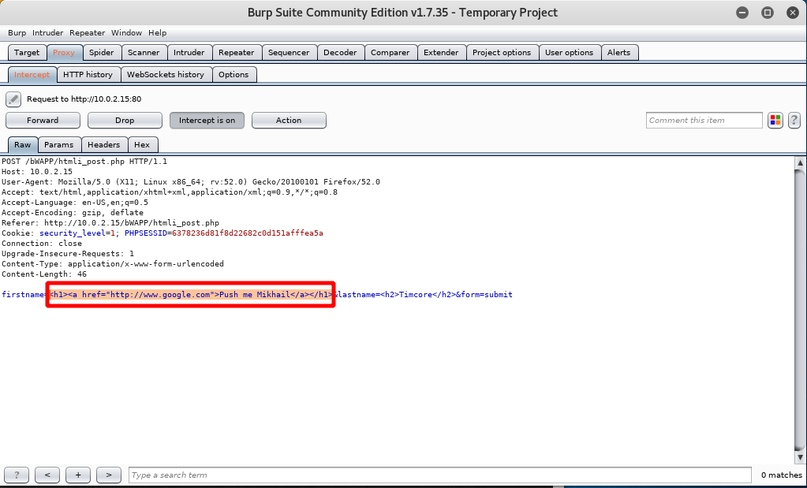 Burp Suite Community Edition v1.7.35 - Temporary Project
Burp Intruder Repeater Window Help
Target Proxy Spider Scanner Intruder Repeater Sequencer Decoder Comparer Extender Project options User options Alerts
Intercept HTTP history WebSockets history Options
Request to http://10.0.2.15:80
Forward Drop Intercept is on Action Comment this item ?
Raw Params Headers Hex
POST /bWAPP/htmli_post.php HTTP/1.1
Host: 10.0.2.15
User-Agent: Mozilla/5.0 (X11; Linux x86_64; rv:52.0) Gecko/20100101 Firefox/52.0
Accept: text/html,application/xhtml+xml,application/xml;q=0.9,*/*;q=0.8
Accept-Language: en-US,en;q=0.5
Accept-Encoding: gzip, deflate
Referer: http://10.0.2.15/bWAPP/htmli_post.php
Cookie: security_level=1; PHPSESSID=6378236d81f8d22682c0d151afffea5a
Connection: close
Upgrade-Insecure-Requests: 1
Content-Type: application/x-www-form-urlencoded
Content-Length: 46
firstname=<h1><a href="http://www.google.com">Push me Mikhail</a></h1>&lastname=<h2>Timcore</h2>&form=submit
? < + > Type a search term 0 matches